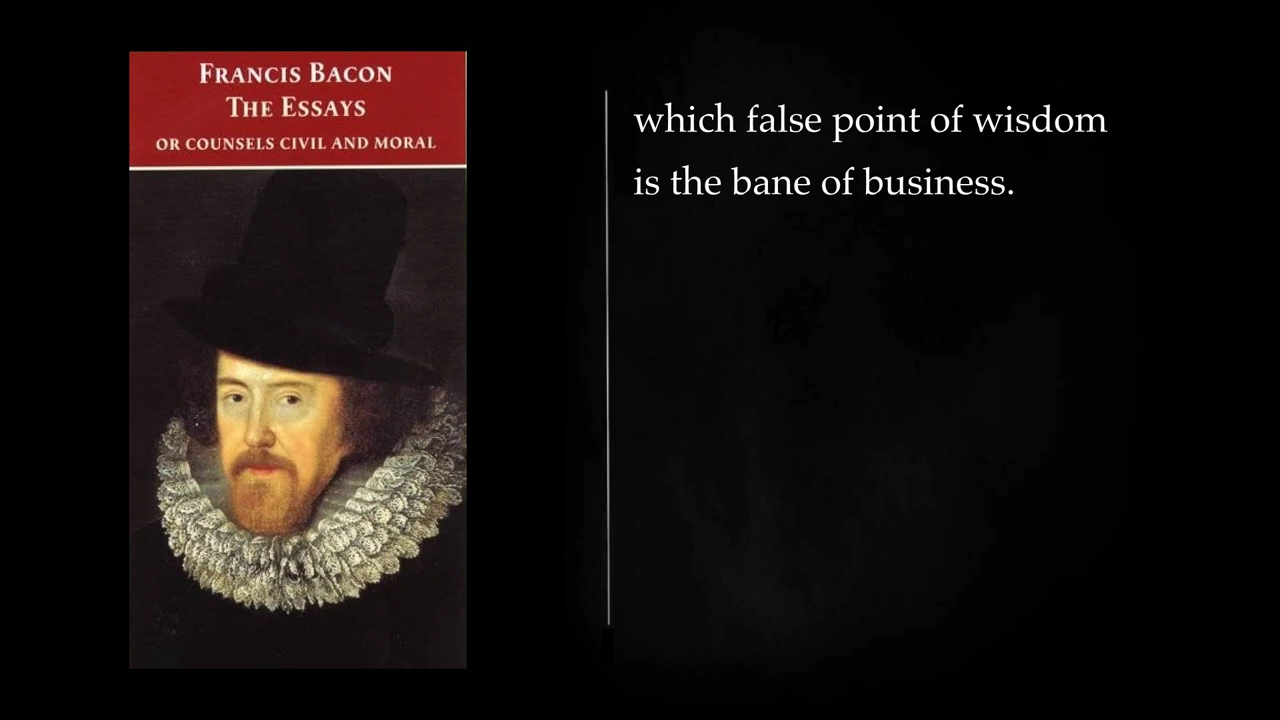 FRANCIS BACON
THE ESSAYS
OR COUNSELS CIVIL AND MORAL
which false point of wisdom
is the bane of business.